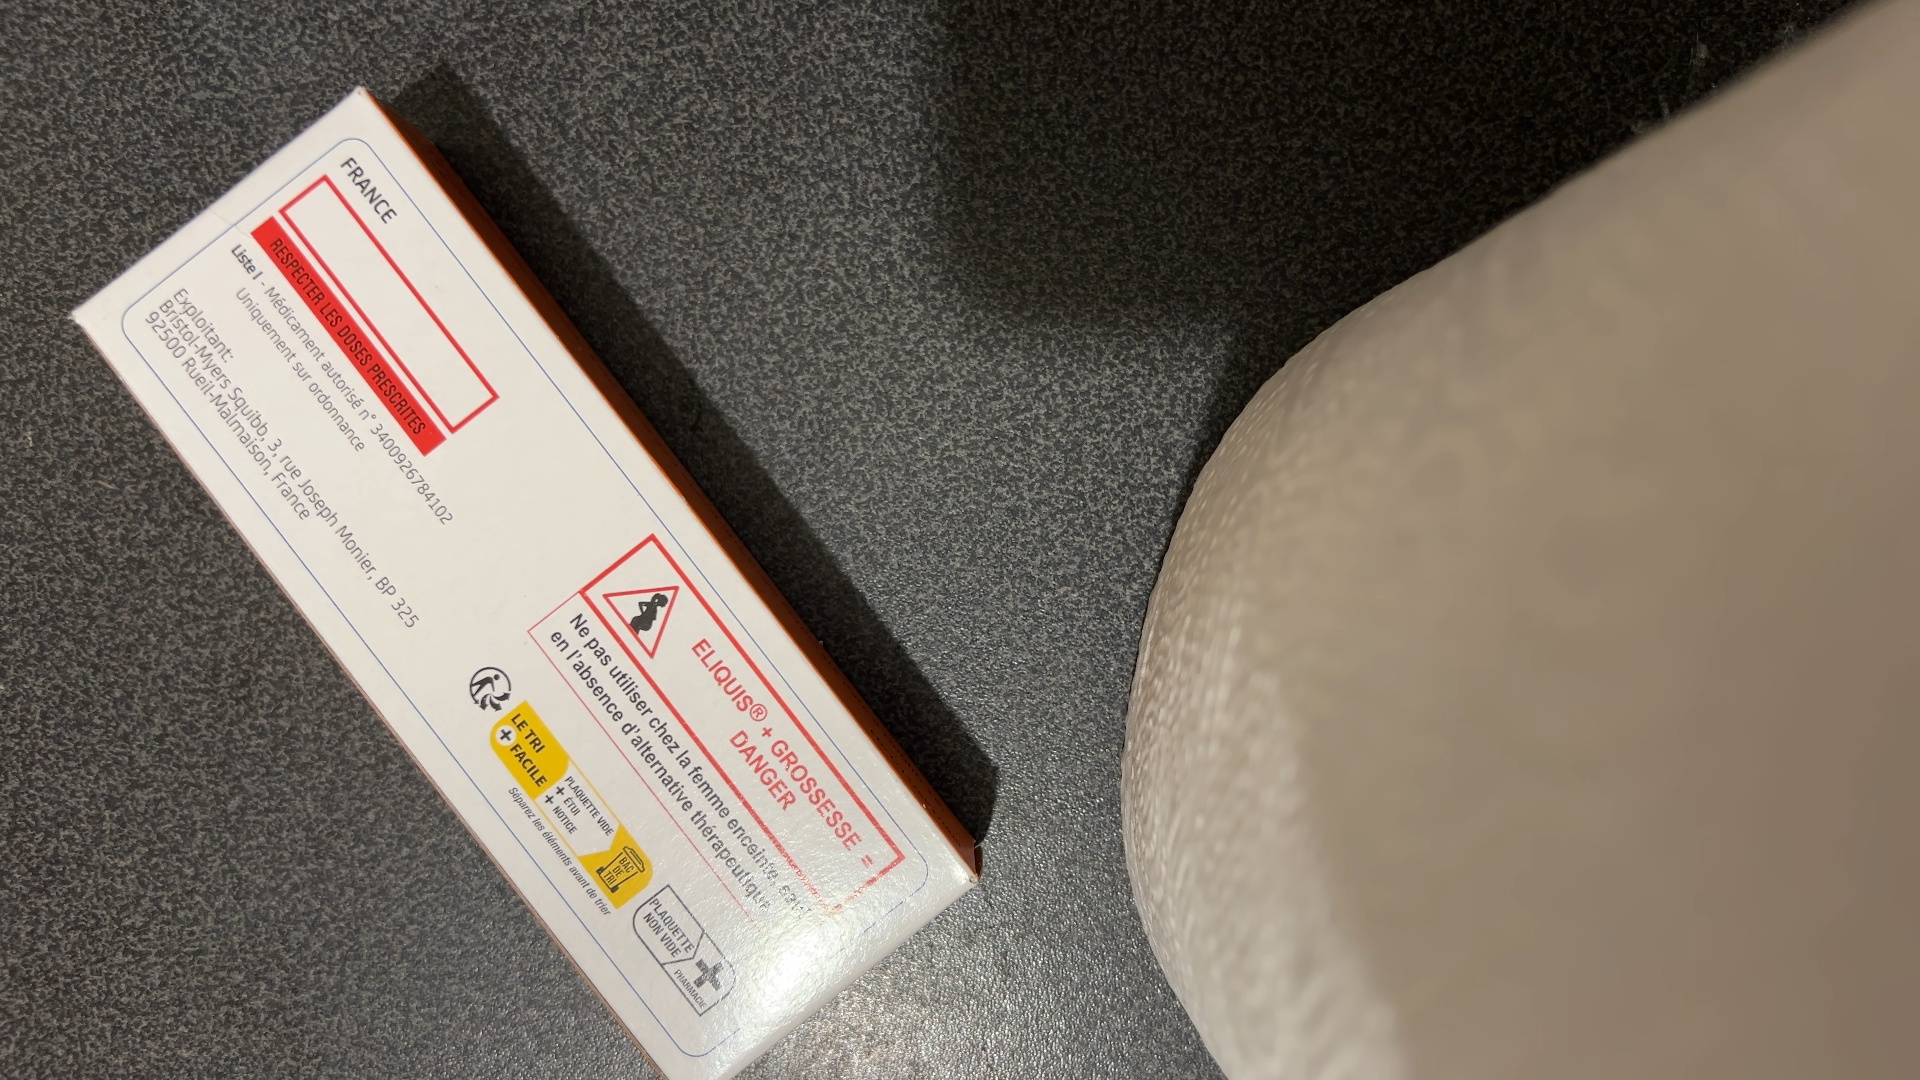 FRANCE
RESPECTER LES DOSES PRESCRITES
Liste I - Médicament autorisé n° 3400926784102
Uniquement sur ordonnance
Exploitant:
Bristol-Myers Squibb, 3, rue Joseph Monier, BP 325
92500 Rueil-Malmaison, France
ELIQUIS® + GROSSESSE =
DANGER
Ne pas utiliser chez la femme enceinte, sauf
en l'absence d'alternative thérapeutique
LE TRI
+ FACILE
PLAQUETTE VIDE
+ ÉTUI
+ NOTICE
BAC
DE
TRI
Séparez les éléments avant de trier
PLAQUETTE
NON VIDE
PHARMACIE